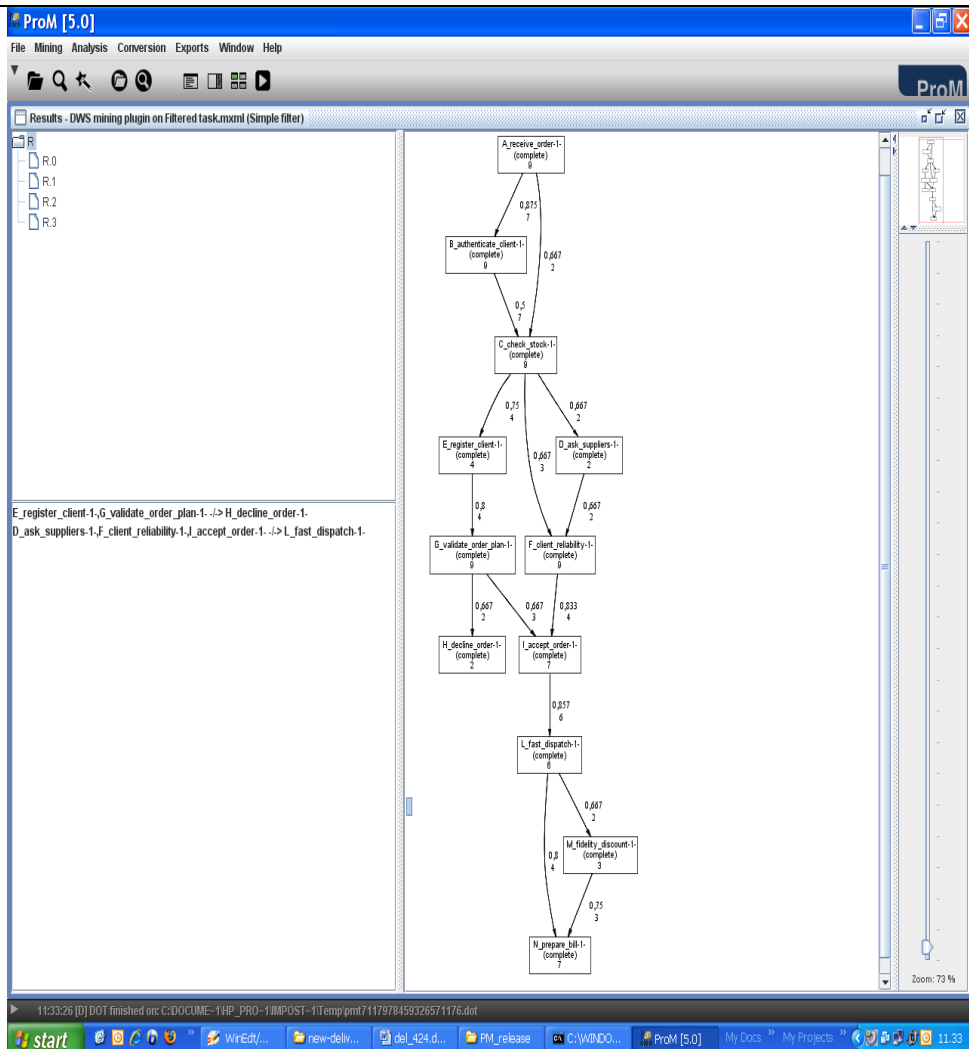 ProM [5.0]
File Mining Analysis Conversion Exports Window Help
ProM
Results - DWS mining plugin on Filtered task.mxml (Simple filter)
R
R.0
R.1
R.2
R.3
E_register_client-1-,G_validate_order_plan-1- -/-> H_decline_order-1-
D_ask_suppliers-1-,F_client_reliability-1-,I_accept_order-1- -/-> L_fast_dispatch-1-
A_receive_order-1-
(complete)
9
0,875
7
B_authenticate_client-1-
(complete)
9
0,667
2
0,5
7
C_check_stock-1-
(complete)
9
0,75
4
0,667
2
E_register_client-1-
(complete)
4
0,667
3
D_ask_suppliers-1-
(complete)
2
0,8
4
0,667
2
G_validate_order_plan-1-
(complete)
9
F_client_reliability-1-
(complete)
9
0,667
2
0,667
3
0,833
4
H_decline_order-1-
(complete)
2
I_accept_order-1-
(complete)
7
0,857
6
L_fast_dispatch-1-
(complete)
6
0,667
2
M_fidelity_discount-1-
(complete)
3
0,8
4
0,75
3
N_prepare_bill-1-
(complete)
7
Zoom: 73 %
11:33:26 [D] DOT finished on: C:\DOCUME~1\HP_PRO~1\IMPOST~1\Temp\pmt7117978459326571176.dot
start WinEdt/... new-deliv... del_424.d... PM_release C:\WINDO... ProM [5.0] My Docs » My Projects » 11.33